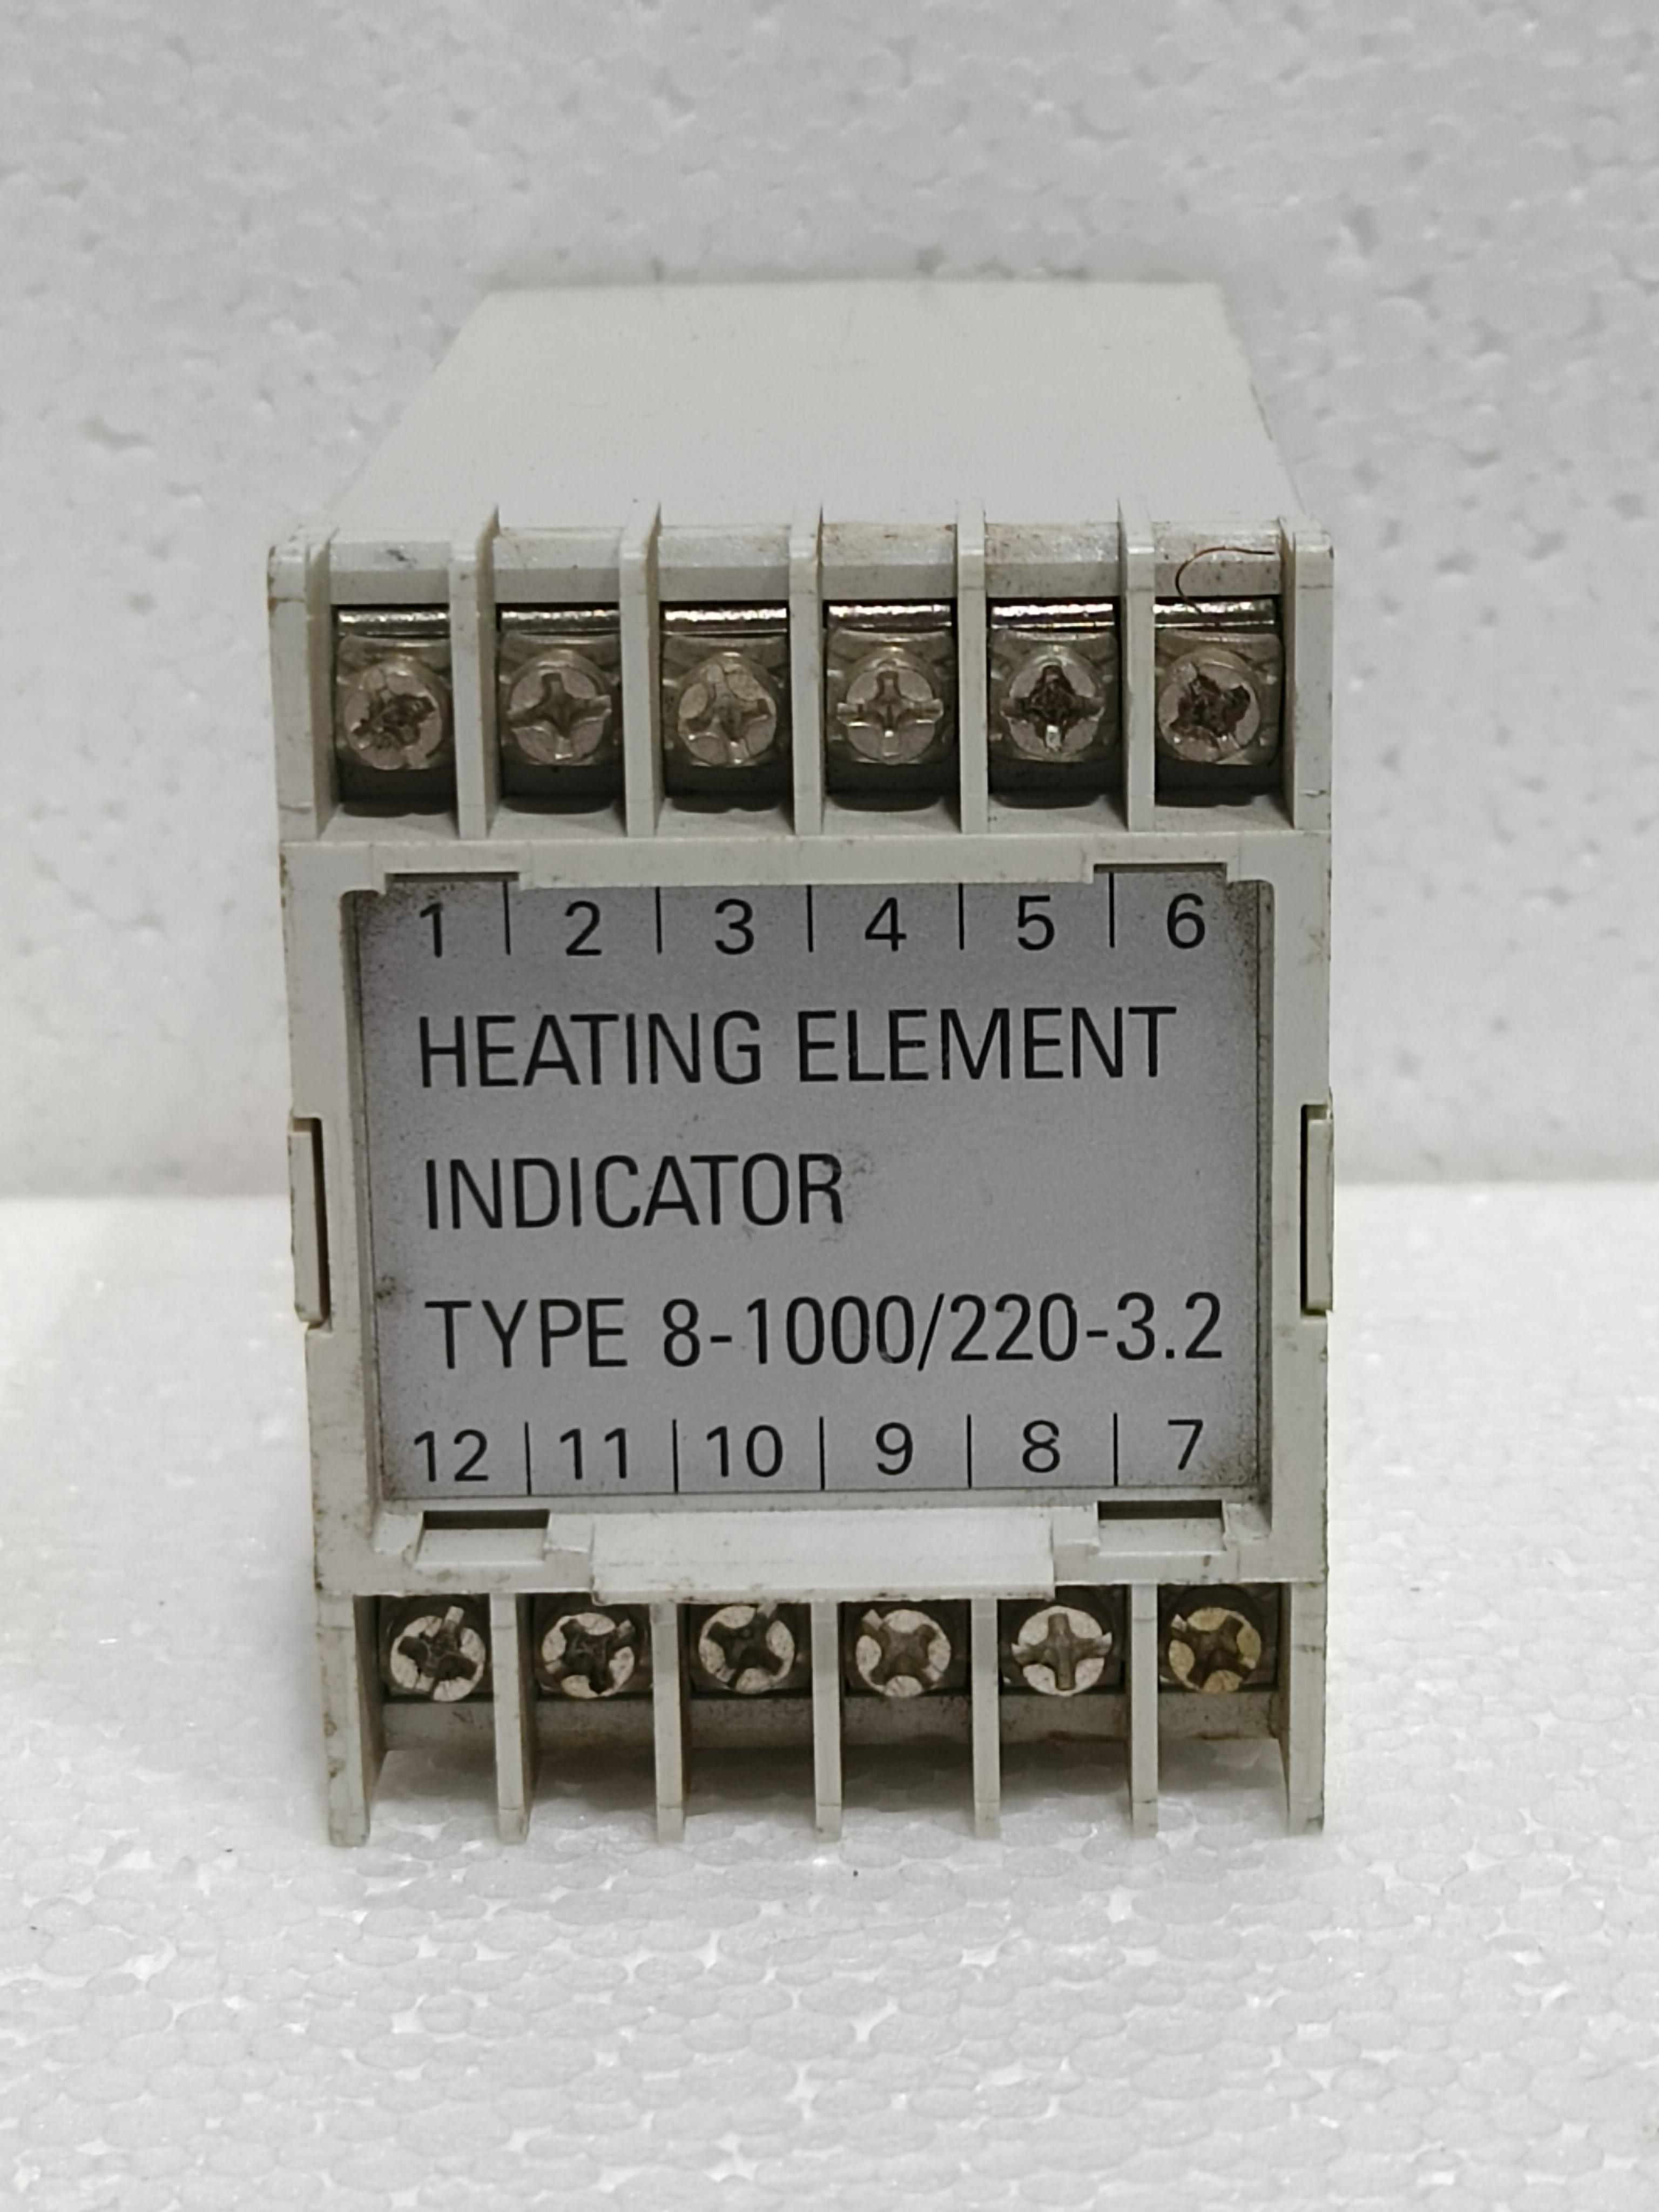 1 | 2 | 3 | 4 | 5 | 6
HEATING ELEMENT
INDICATOR
TYPE 8-1000/220-3.2
12 | 11 | 10 | 9 | 8 | 7